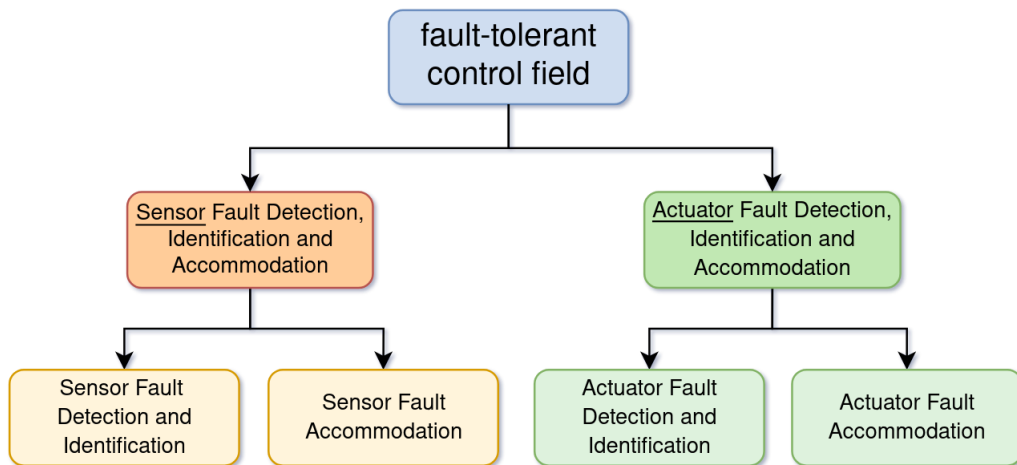 fault-tolerant
control field
Sensor Fault Detection,
Identification and
Accommodation
Actuator Fault Detection,
Identification and
Accommodation
Sensor Fault
Detection and
Identification
Sensor Fault
Accommodation
Actuator Fault
Detection and
Identification
Actuator Fault
Accommodation